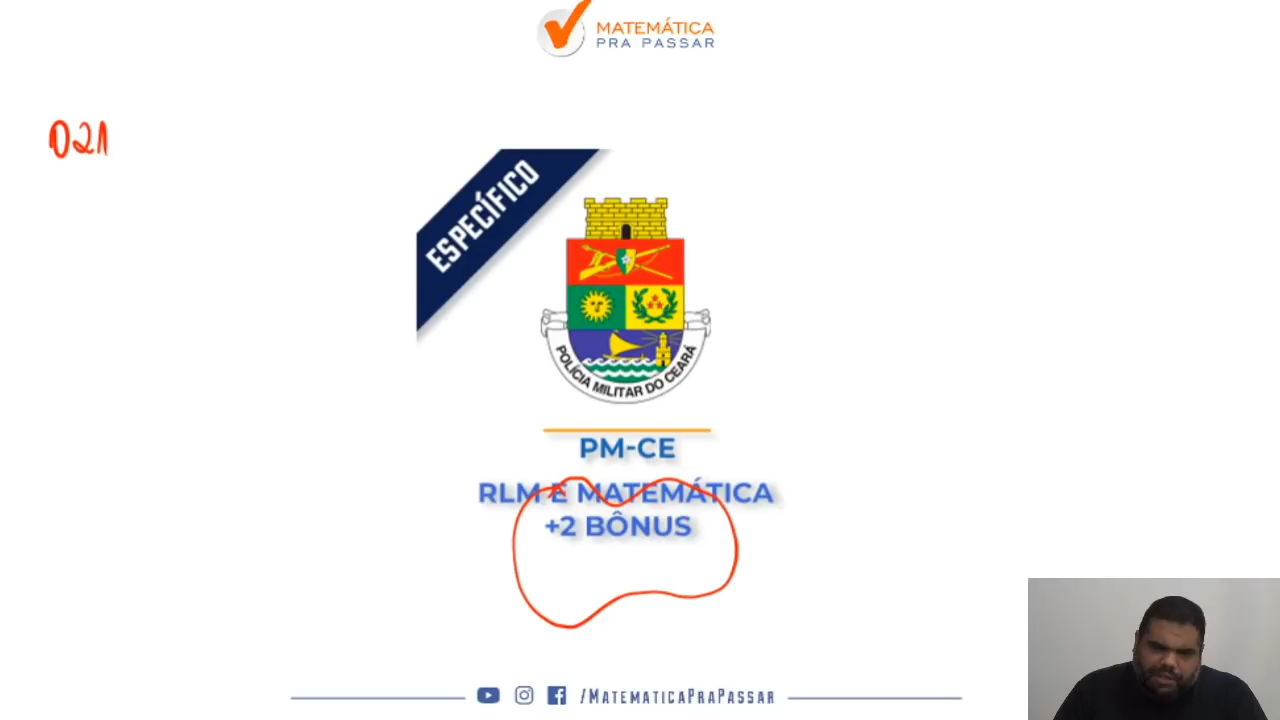 MATEMÁTICA
PRA PASSAR
021
ESPECÍFICO
POLÍCIA MILITAR DO CEARÁ
PM-CE
RLM E MATEMÁTICA
+2 BÔNUS
/MATEMATICAPRAPASSAR